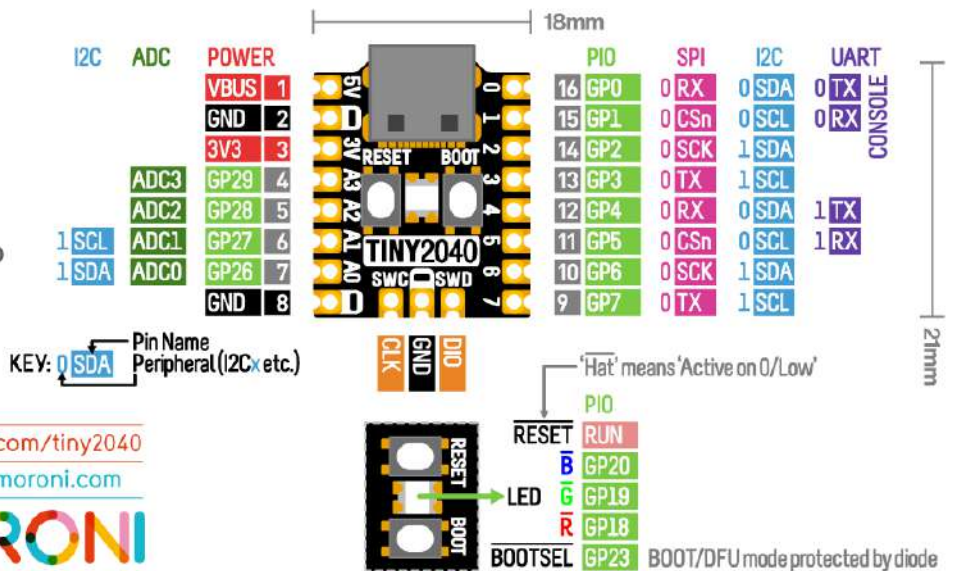 18mm
I2C ADC POWER PIO SPI I2C UART
VBUS 1 5V 0 16 GP0 0 RX 0 SDA 0 TX
GND 2 1 15 GP1 0 CSn 0 SCL 0 RX
CONSOLE
3V3 3 3V 2 14 GP2 0 SCK 1 SDA
RESET BOOT
ADC3 GP29 4 A3 3 13 GP3 0 TX 1 SCL
ADC2 GP28 5 A2 4 12 GP4 0 RX 0 SDA 1 TX
1 SCL ADC1 GP27 6 A1 TINY2040 5 11 GP5 0 CSn 0 SCL 1 RX
1 SDA ADC0 GP26 7 A0 6 10 GP6 0 SCK 1 SDA
SWC SWD
GND 8 7 9 GP7 0 TX 1 SCL
21mm
CLK GND DIO
KEY: 0 SDA Pin Name
Peripheral (I2Cx etc.)
'Hat' means 'Active on 0/Low'
PIO
RESET RUN
B GP20
LED G GP19
R GP18
BOOTSEL GP23 BOOT/DFU mode protected by diode
RESET
BOOT
com/tiny2040
moroni.com
RONI